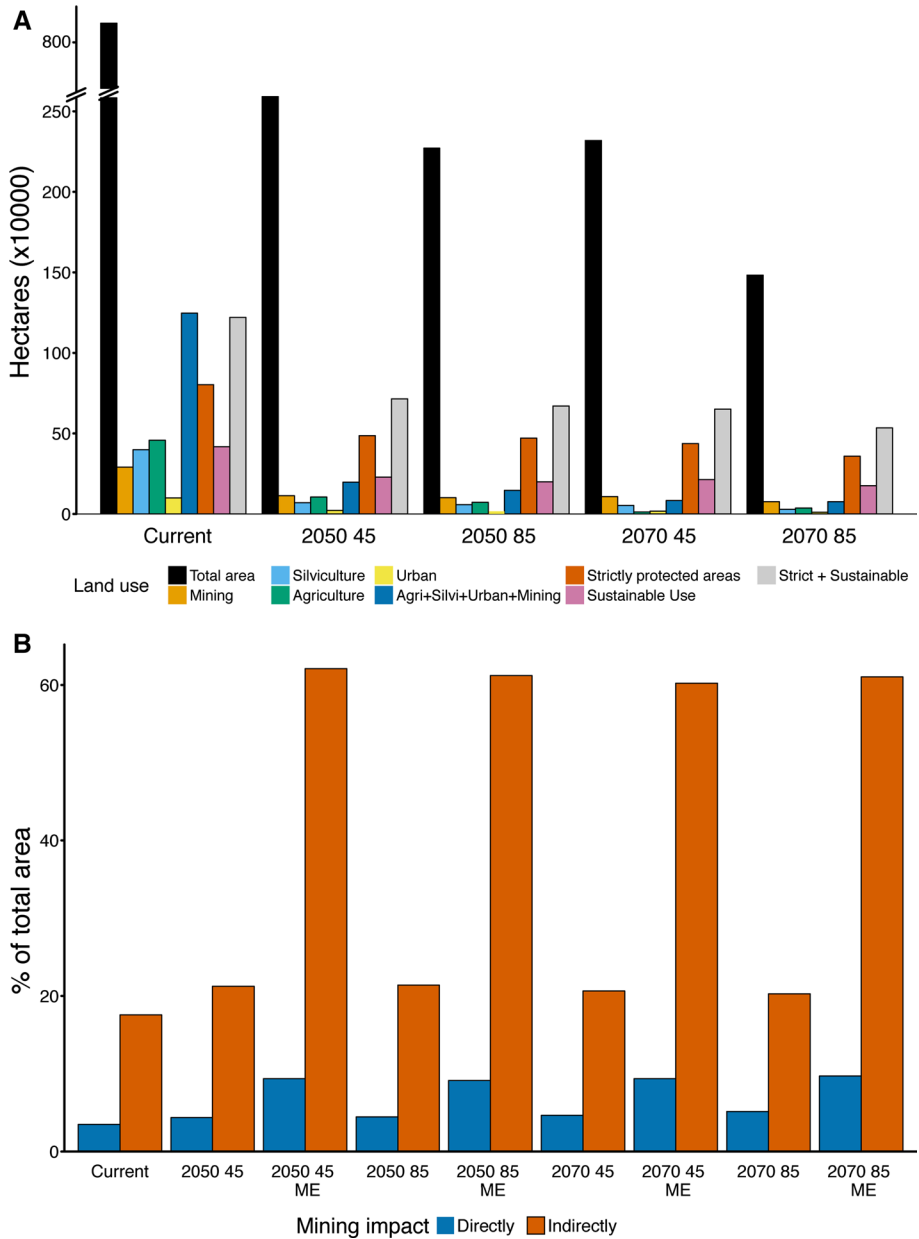 A
Hectares (x10000)
800
250
200
150
100
50
0
Current 2050 45 2050 85 2070 45 2070 85
Land use
Total area Silviculture Urban Strictly protected areas Strict + Sustainable
Mining Agriculture Agri+Silvi+Urban+Mining Sustainable Use
B
% of total area
60
40
20
0
Current 2050 45 2050 45 2050 85 2050 85 2070 45 2070 45 2070 85 2070 85
ME ME ME ME
Mining impact Directly Indirectly